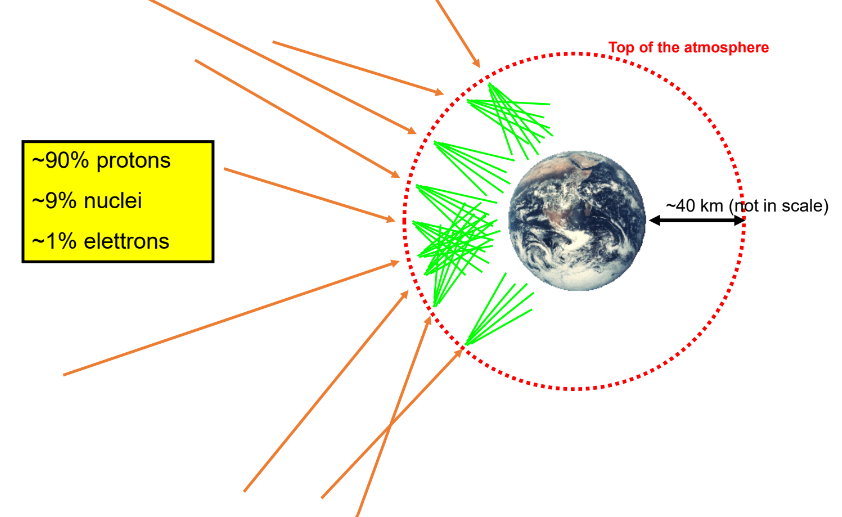 Top of the atmosphere
~90% protons
~9% nuclei
~1% elettrons
~40 km (not in scale)